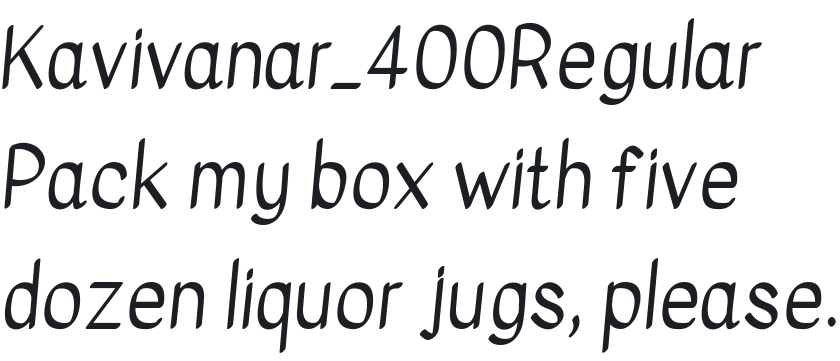 Kavivanar_400Regular
Pack my box with five
dozen liquor jugs, please.